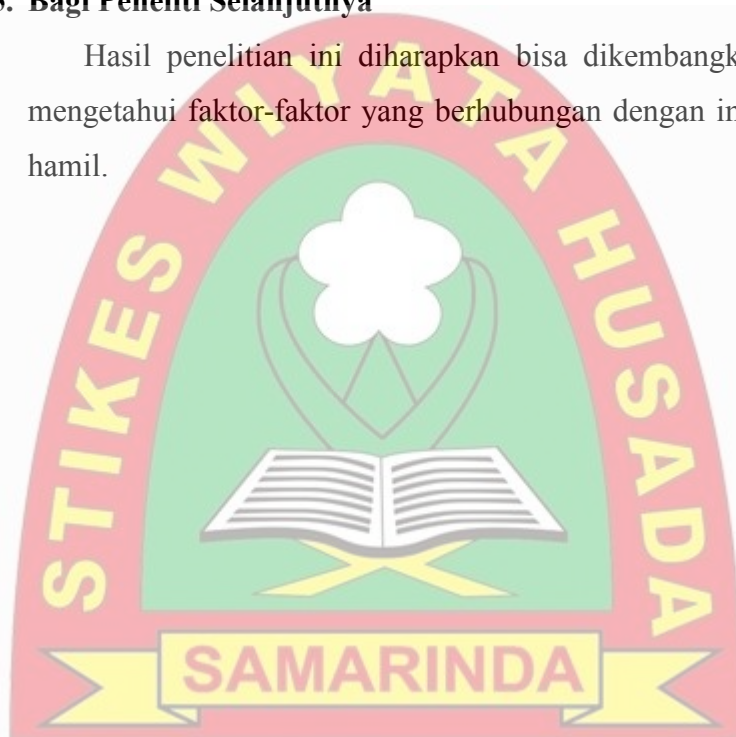 Bagi Peneliti Selanjutnya
Hasil penelitian ini diharapkan bisa dikembangk
mengetahui faktor-faktor yang berhubungan dengan in
hamil.
STIKES WIYATA HUSADA
SAMARINDA